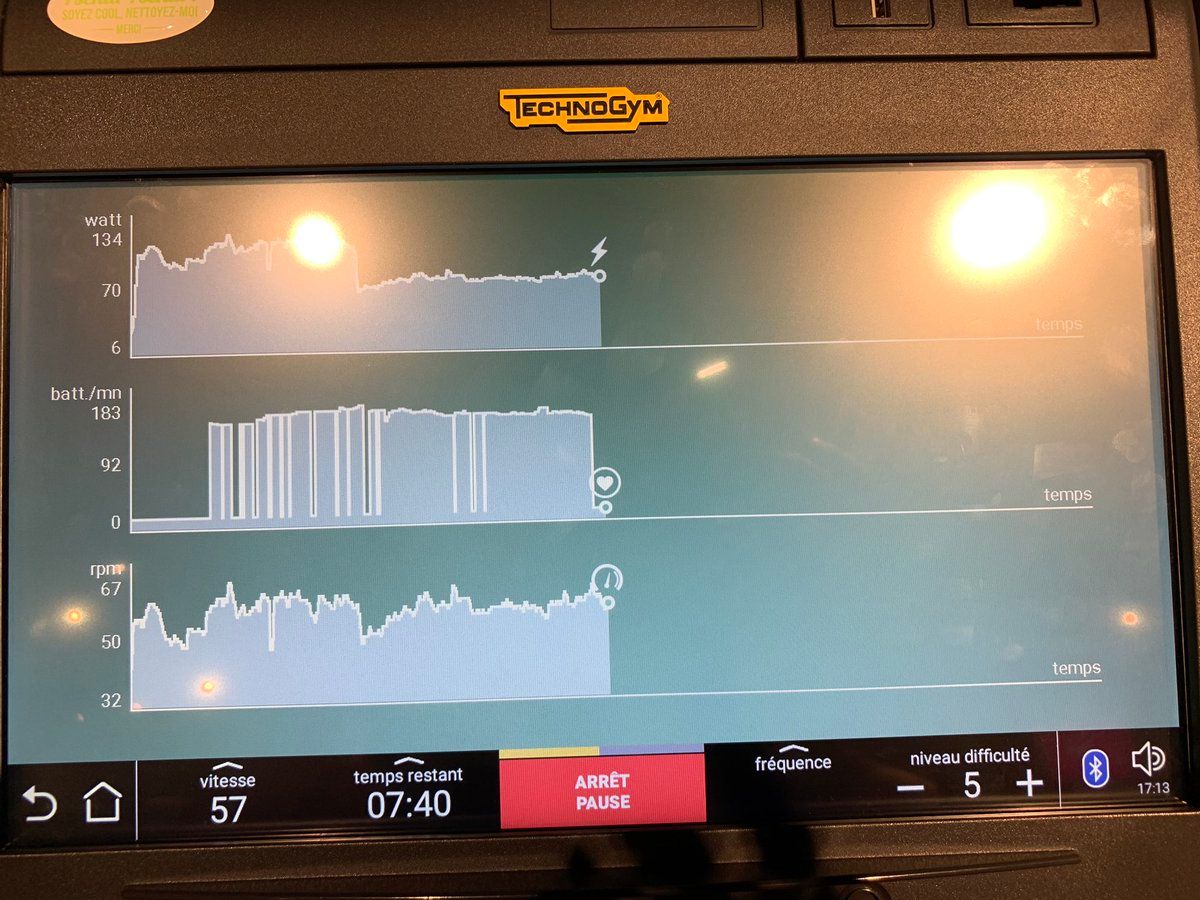 SOYEZ COOL, NETTOYEZ-MOI
MERCI
TECHNOGYM
watt
134
70
6
temps
batt./mn
183
92
0
temps
rpm
67
50
32
temps
vitesse
57
temps restant
07:40
ARRÊT
PAUSE
fréquence
niveau difficulté
5
17:13